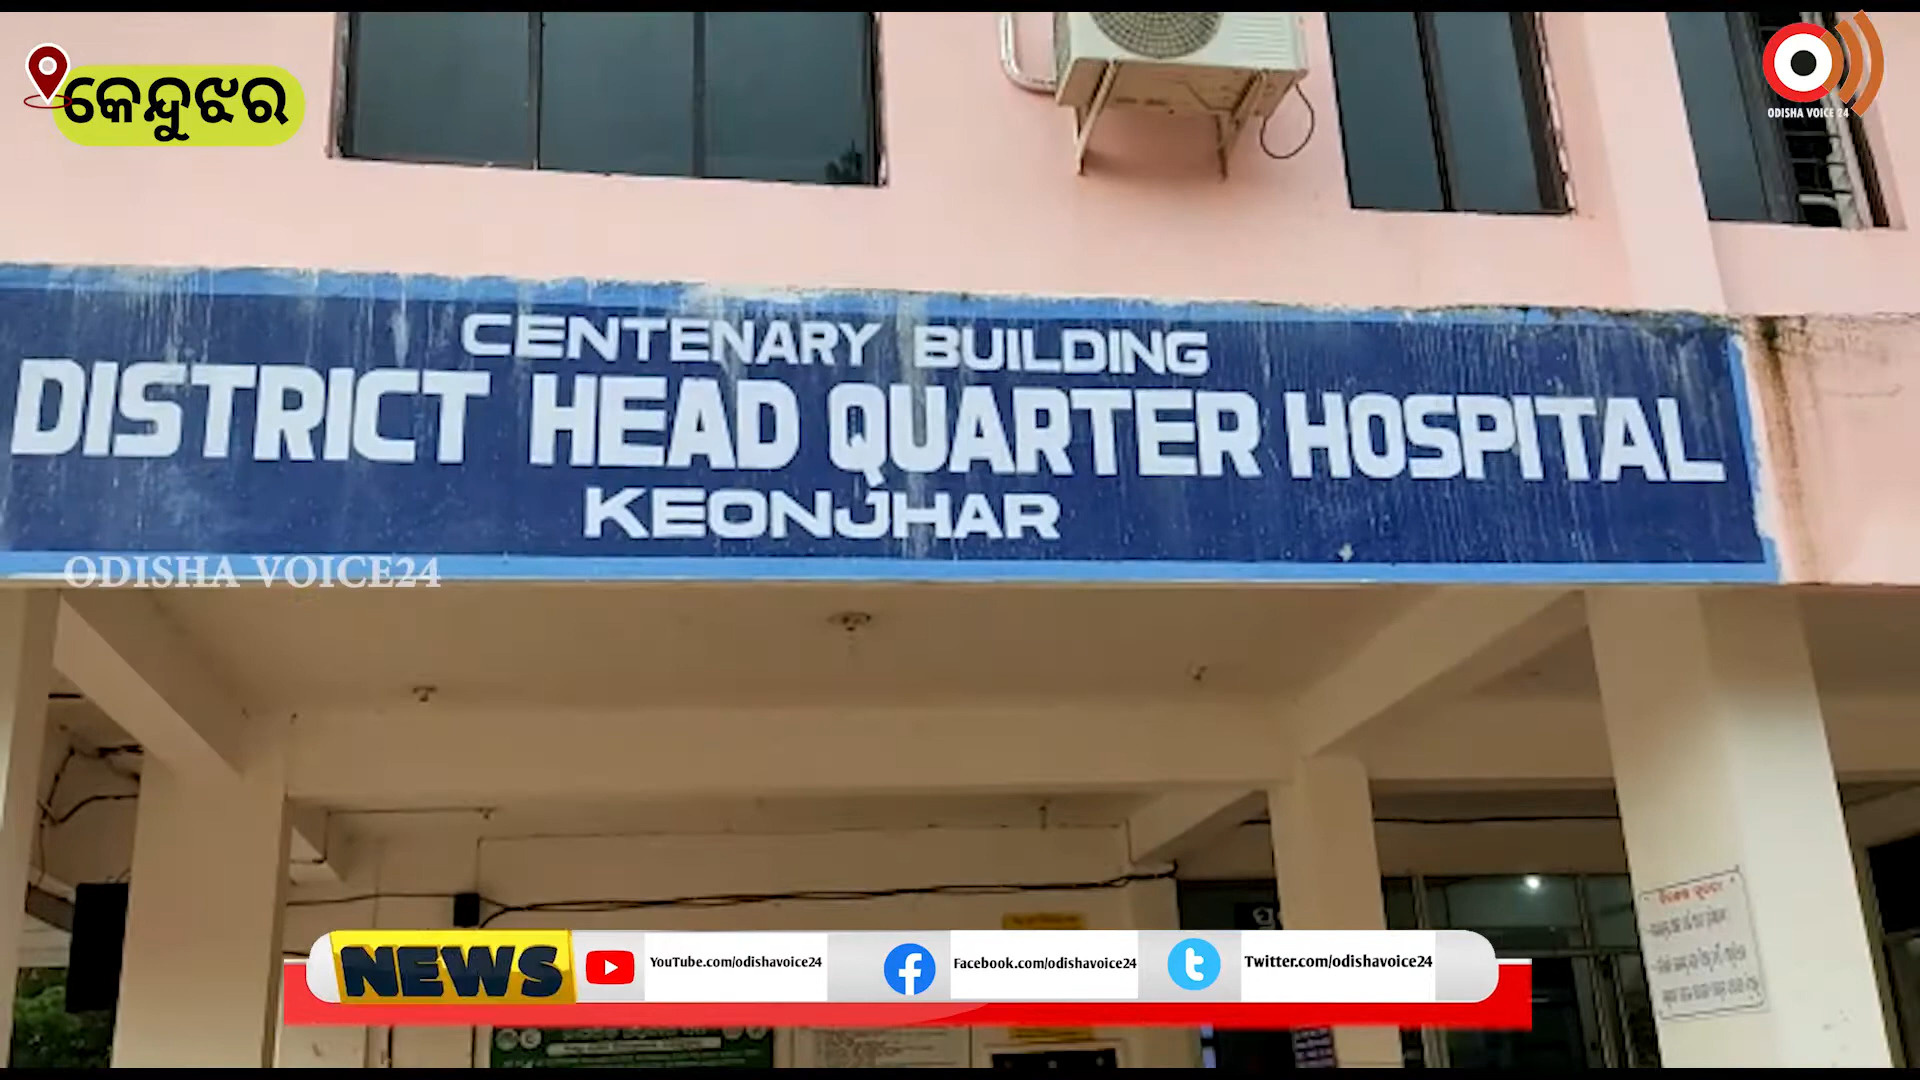 କେନ୍ଦୁଝର
ODISHA VOICE 24
CENTENARY BUILDING
DISTRICT HEAD QUARTER HOSPITAL
KEONJHAR
ODISHA VOICE24
NEWS
YouTube.com/odishavoice24
Facebook.com/odishavoice24
Twitter.com/odishavoice24